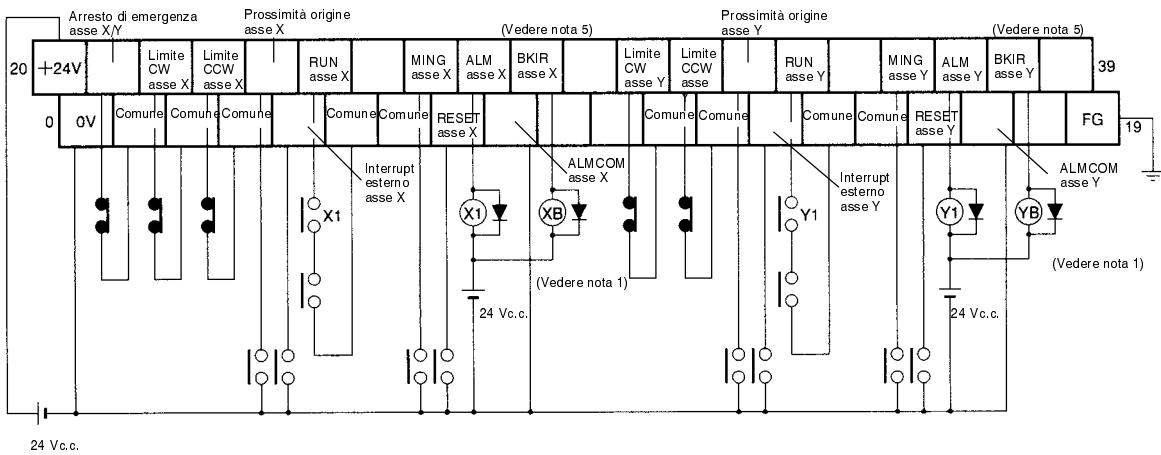 Arresto di emergenza
asse X/Y
Prossimità origine
asse X
(Vedere nota 5)
Prossimità origine
asse Y
(Vedere nota 5)
20
+24V
Limite
CW
asse X
Limite
CCW
asse X
RUN
asse X
MING
asse X
ALM
asse X
BKIR
asse X
Limite
CW
asse Y
Limite
CCW
asse
RUN
asse Y
MING
asse Y
ALM
asse Y
BKIR
asse Y
39
0
0V
Comune
Comune
Comune
Comune
Comune
RESET
asse X
Comune
Comune
Comune
Comune
RESET
asse Y
FG
19
Interrupt
esterno
asse X
ALMCOM
asse X
Interrupt
esterno
asse Y
ALMCOM
asse Y
X1
X1
XB
Y1
Y1
YB
(Vedere nota 1)
(Vedere nota 1)
24 Vc.c.
24 Vc.c.
24 Vc.c.